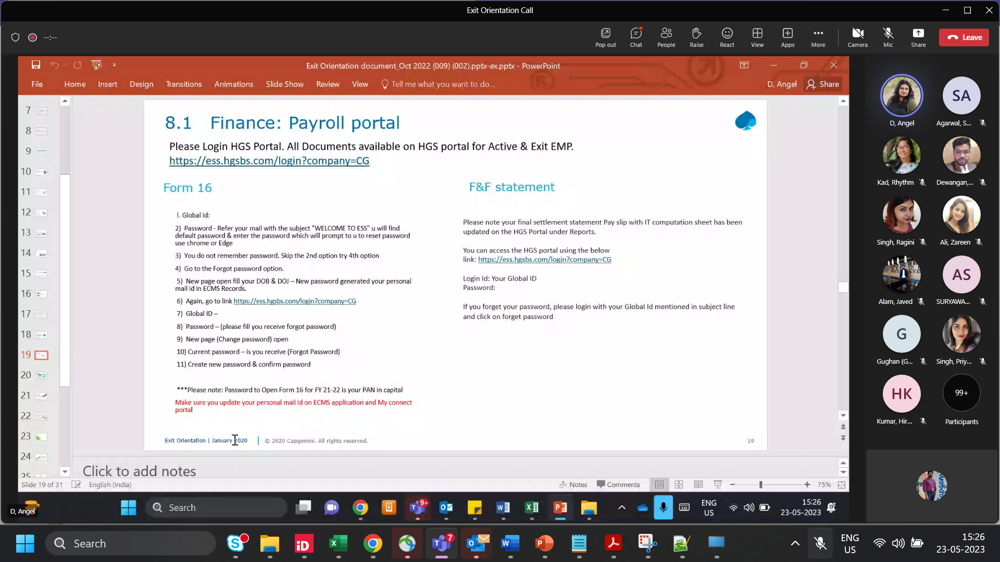 Exit Orientation Call
--:--
Pop out
Chat
People
Raise
React
View
Apps
More
Camera
Mic
Share
Leave
Exit Orientation document_Oct 2022 (009) (002).pptx-ex.pptx - PowerPoint
File
Home
Insert
Design
Transitions
Animations
Slide Show
Review
View
Tell me what you want to do...
D, Angel
Share
7
8
9
10
11
12
13
14
15
16
17
18
19
20
21
22
23
24
25
8.1 Finance: Payroll portal
Please Login HGS Portal. All Documents available on HGS portal for Active & Exit EMP.
https://ess.hgsbs.com/login?company=CG
Form 16
!. Global id:
2) Password - Refer your mail with the subject "WELCOME TO ESS" u will find
default password & enter the password which will prompt to u to reset password
use chrome or Edge
3) You do not remember password. Skip the 2nd option try 4th option
4) Go to the Forgot password option.
5) New page open fill your DOB & DOJ – New password generated your personal
mail id in ECMS Records.
6) Again, go to link https://ess.hgsbs.com/login?company=CG
7) Global ID –
8) Password – (please fill you receive forgot password)
9) New page (Change password) open
10) Current password – is you receive (Forgot Password)
11) Create new password & confirm password
***Please note: Password to Open Form 16 for FY 21-22 is your PAN in capital
Make sure you update your personal mail id on ECMS application and My connect
portal
F&F statement
Please note your final settlement statement Pay slip with IT computation sheet has been
updated on the HGS Portal under Reports.
You can access the HGS portal using the below
link: https://ess.hgsbs.com/login?company=CG
Login Id: Your Global ID
Password:
If you forget your password, please login with your Global Id mentioned in subject line
and click on forget password
Exit Orientation | January 2020
© 2020 Capgemini. All rights reserved.
19
Click to add notes
Slide 19 of 31
English (India)
Notes
Comments
75%
D, Angel
Search
9+
ENG
US
15:26
23-05-2023
D, Angel
SA
Agarwal, S...
Kad, Rhythm
Dewangan,...
Singh, Ragini
Ali, Zareen
AS
Alam, Javed
SURYAWA...
G
Gughan (G...
Singh, Priy...
HK
Kumar, Hir...
99+
Participants
Search
iD
7
ENG
US
15:26
23-05-2023